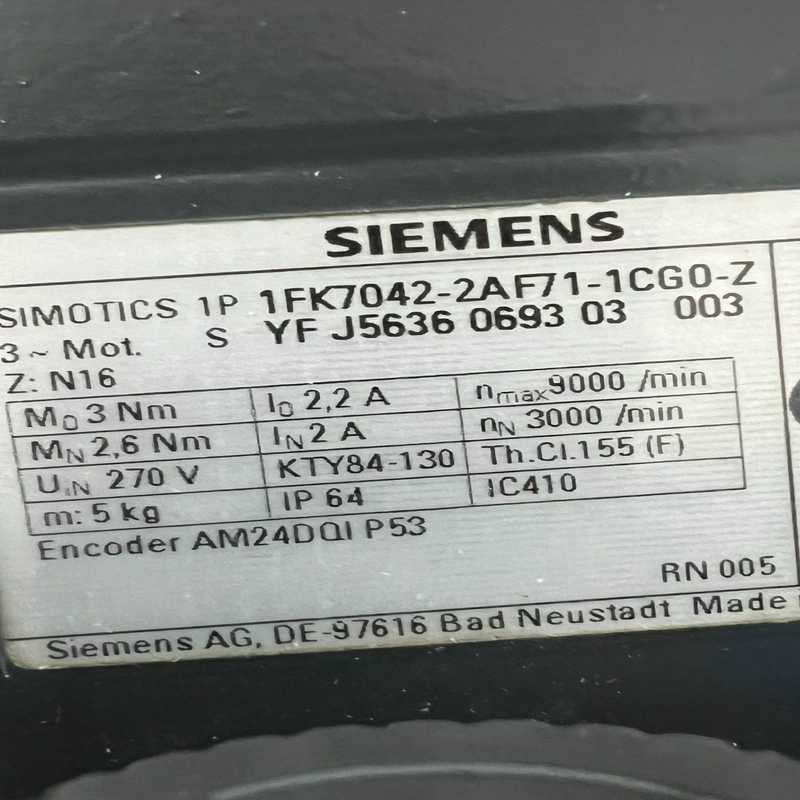 SIEMENS
SIMOTICS 1P 1FK7042-2AF71-1CG0-Z
3 ~ Mot. S YF J5636 0693 03 003
Z: N16
M0 3 Nm I0 2,2 A nmax 9000 /min
MN 2,6 Nm IN 2 A nN 3000 /min
UiN 270 V KTY84-130 Th.Cl.155 (F)
m: 5 kg IP 64 IC410
Encoder AM24DQI P53
RN 005
Siemens AG, DE-97616 Bad Neustadt Made